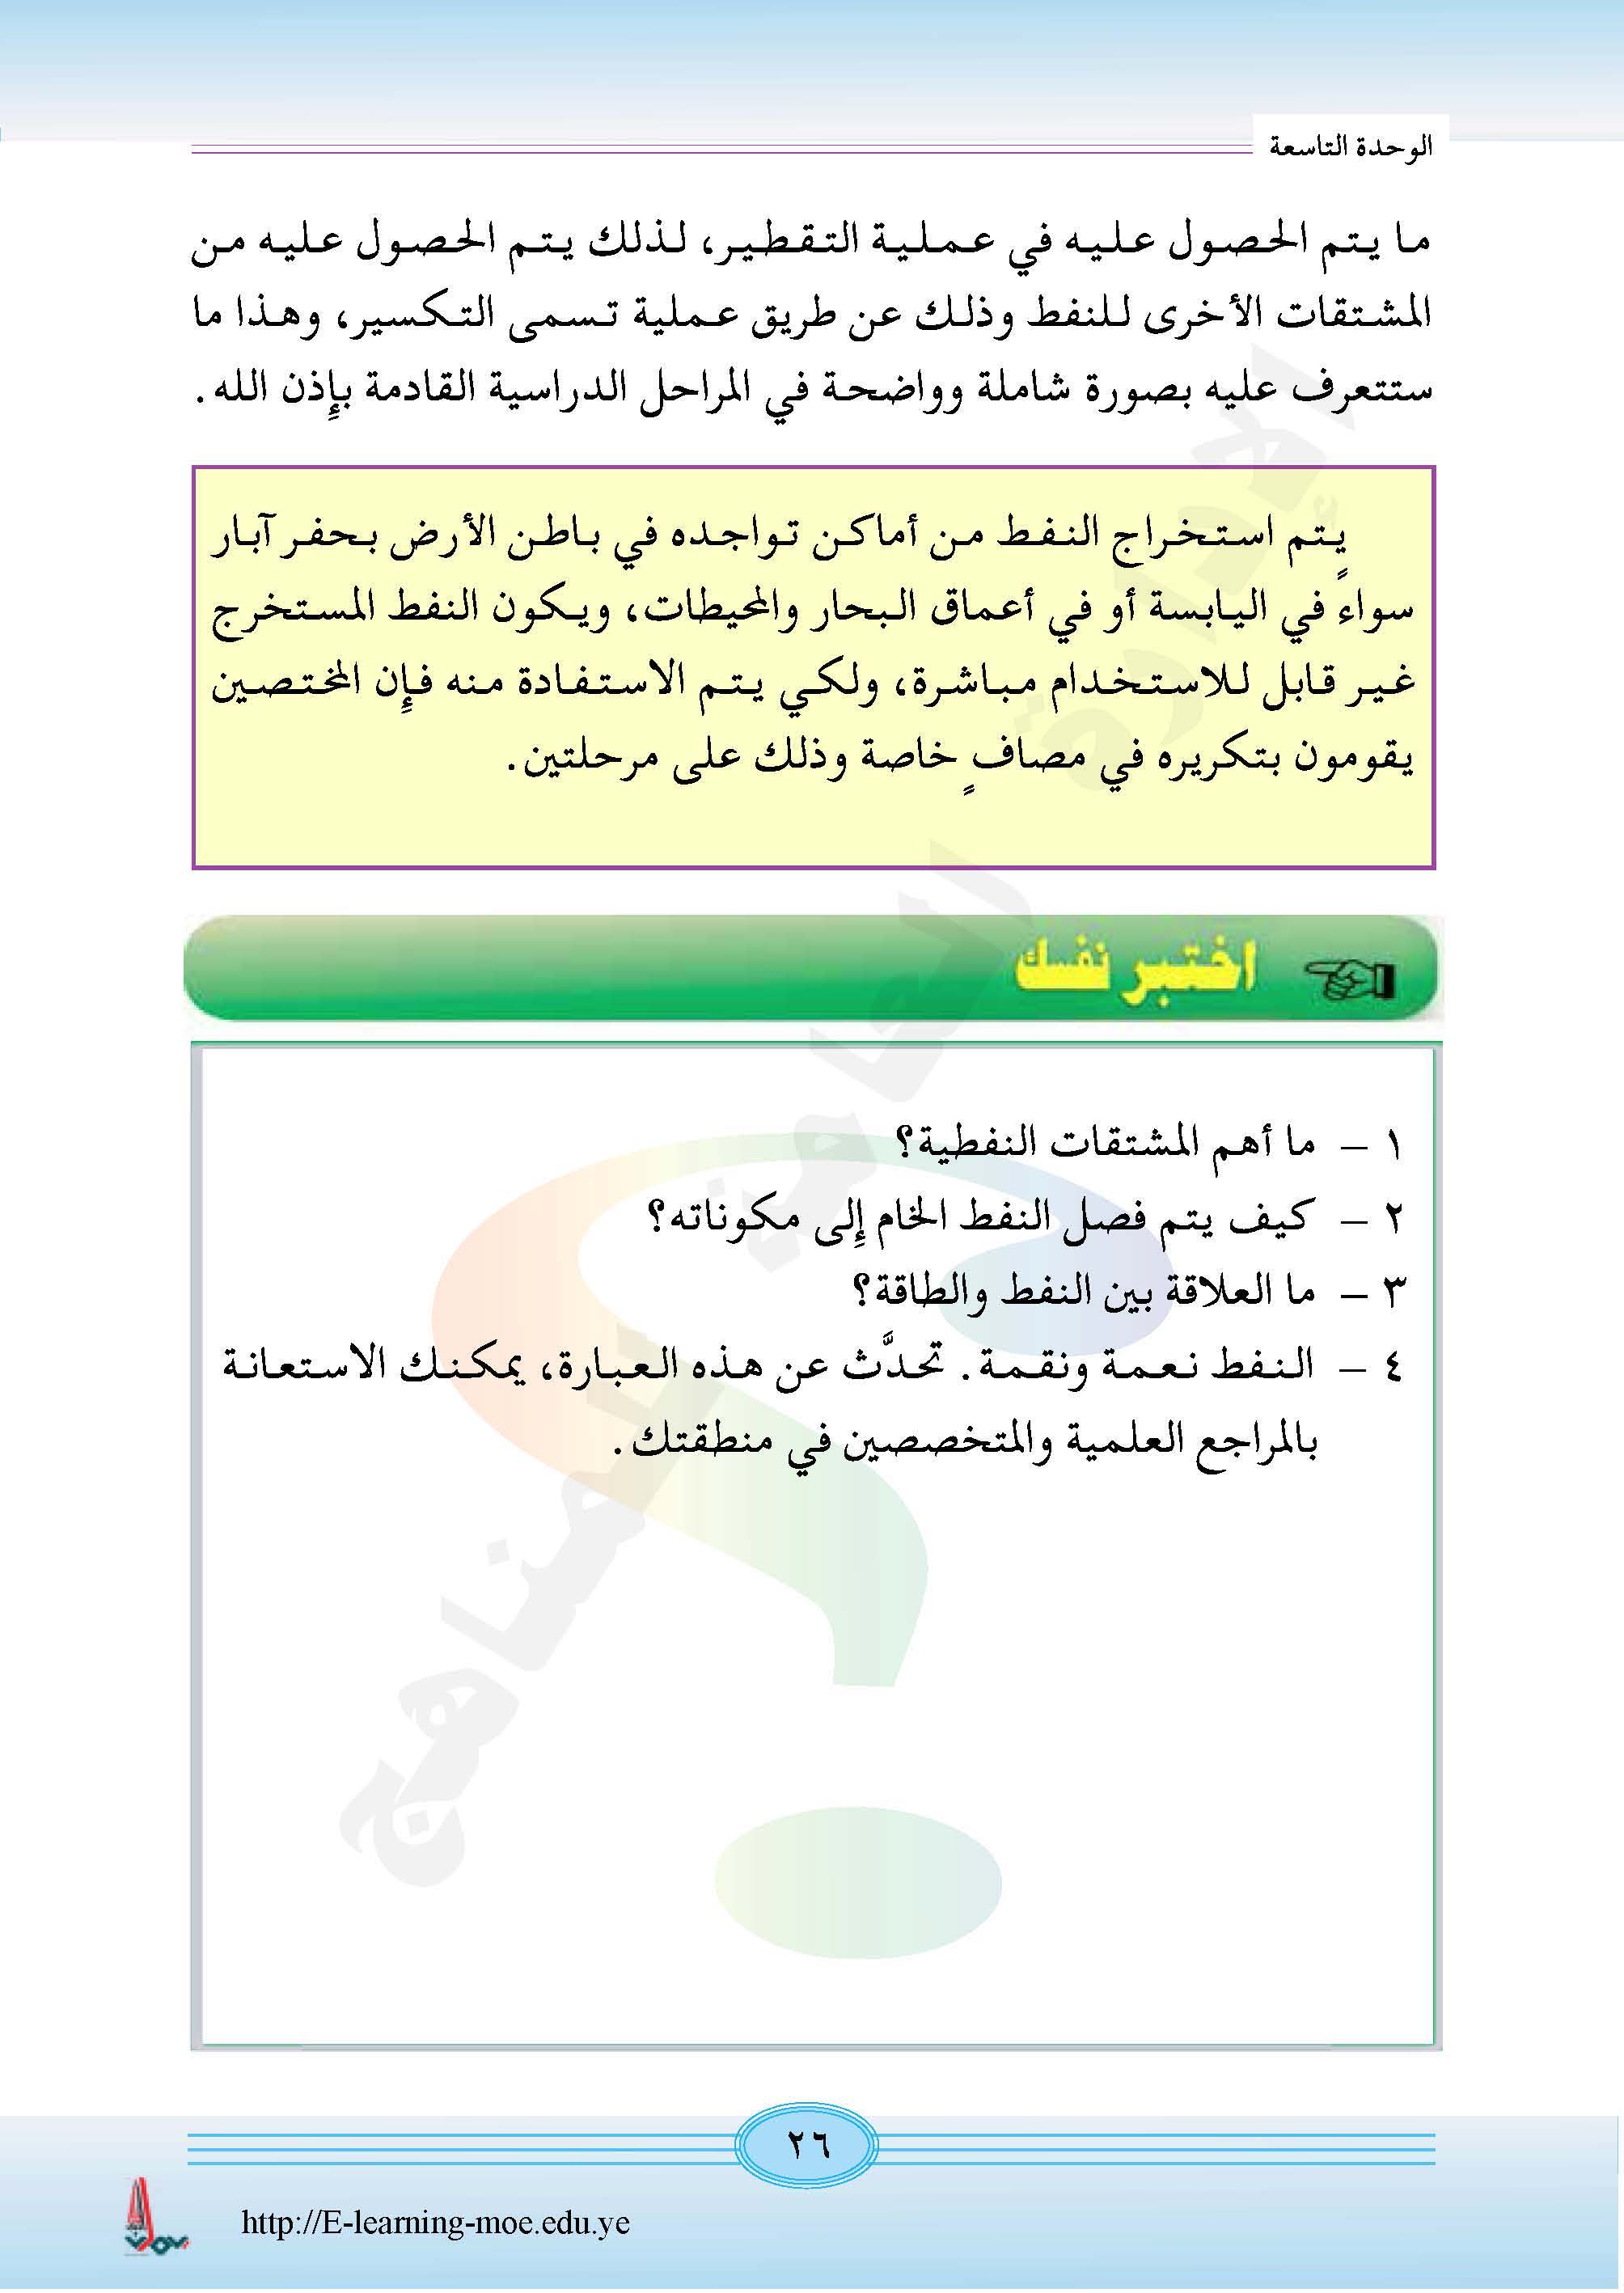 الوحدة التاسعة
ما يتم الحصول عليه في عملية التقطير، لذلك يتم الحصول عليه من
المشتقات الأخرى للنفط وذلك عن طريق عملية تسمى التكسير، وهذا ما
ستتعرف عليه بصورة شاملة وواضحة في المراحل الدراسية القادمة بإذن الله.
يتم استخراج النفط من أماكن تواجده في باطن الأرض بحفر آبار
سواءٍ في اليابسة أو في أعماق البحار والمحيطات، ويكون النفط المستخرج
غير قابل للاستخدام مباشرة، ولكي يتم الاستفادة منه فإن المختصين
يقومون بتكريره في مصافٍ خاصة وذلك على مرحلتين.
اختبر نفسك
١ – ما أهم المشتقات النفطية؟
٢ – كيف يتم فصل النفط الخام إلى مكوناته؟
٣ – ما العلاقة بين النفط والطاقة؟
٤ – النفط نعمة ونقمة. تحدَّث عن هذه العبارة، يمكنك الاستعانة
بالمراجع العلمية والمتخصصين في منطقتك.
الإدارة العامة للمناهج
٢٦
http://E-learning-moe.edu.ye